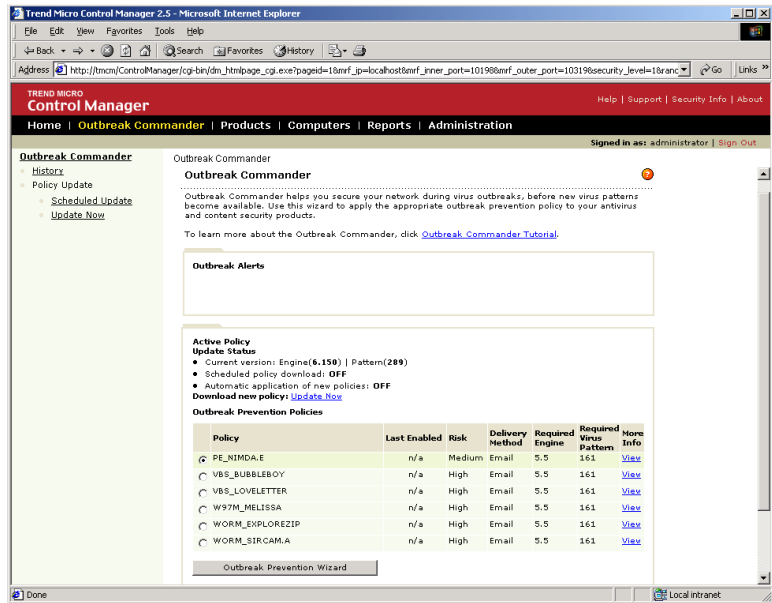 Trend Micro Control Manager 2.5 - Microsoft Internet Explorer
File Edit View Favorites Tools Help
Back Search Favorites History
Address http://tmcm/ControlManager/cgi-bin/dm_htmlpage_cgi.exe?pageid=1&mrf_ip=localhost&mrf_inner_port=10198&mrf_outer_port=10319&security_level=1&ranc Go Links »
TREND MICRO
Control Manager
Help | Support | Security Info | About
Home | Outbreak Commander | Products | Computers | Reports | Administration
Signed in as: administrator | Sign Out
Outbreak Commander
History
Policy Update
Scheduled Update
Update Now
Outbreak Commander
Outbreak Commander
?
Outbreak Commander helps you secure your network during virus outbreaks, before new virus patterns
become available. Use this wizard to apply the appropriate outbreak prevention policy to your antivirus
and content security products.
To learn more about the Outbreak Commander, click Outbreak Commander Tutorial.
Outbreak Alerts
Active Policy
Update Status
• Current version: Engine(6.150) | Pattern(289)
• Scheduled policy download: OFF
• Automatic application of new policies: OFF
Download new policy: Update Now
Outbreak Prevention Policies
Policy Last Enabled Risk Delivery Method Required Engine Required Virus Pattern More Info
PE_NIMDA.E n/a Medium Email 5.5 161 View
VBS_BUBBLEBOY n/a High Email 5.5 161 View
VBS_LOVELETTER n/a High Email 5.5 161 View
W97M_MELISSA n/a High Email 5.5 161 View
WORM_EXPLOREZIP n/a High Email 5.5 161 View
WORM_SIRCAM.A n/a High Email 5.5 161 View
Outbreak Prevention Wizard
Done
Local intranet